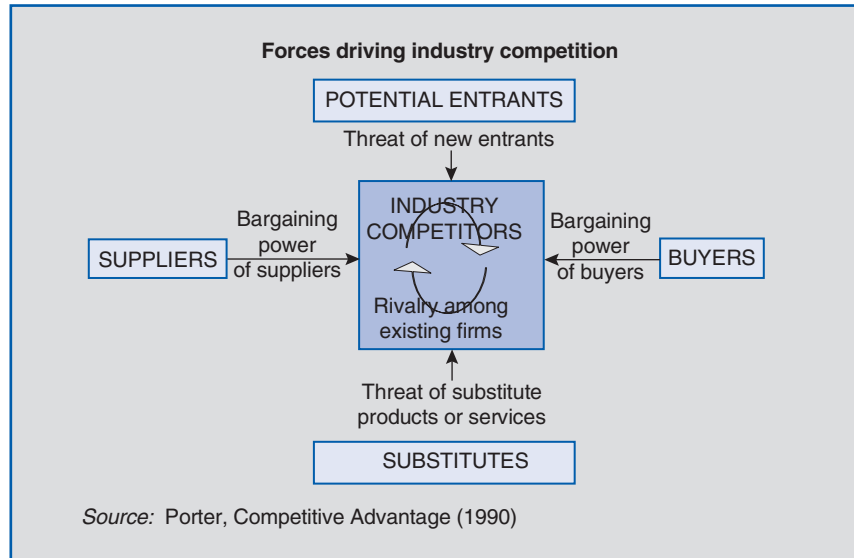 Forces driving industry competition
POTENTIAL ENTRANTS
Threat of new entrants
INDUSTRY
COMPETITORS
Rivalry among
existing firms
SUPPLIERS
Bargaining
power
of suppliers
Bargaining
power
of buyers
BUYERS
Threat of substitute
products or services
SUBSTITUTES
Source: Porter, Competitive Advantage (1990)